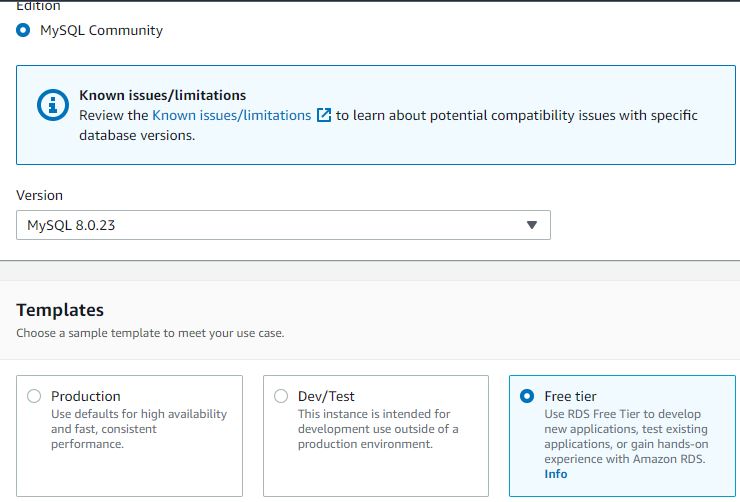 Edition
MySQL Community
Known issues/limitations
Review the Known issues/limitations to learn about potential compatibility issues with specific
database versions.
Version
MySQL 8.0.23
Templates
Choose a sample template to meet your use case.
Production
Use defaults for high availability
and fast, consistent
performance.
Dev/Test
This instance is intended for
development use outside of a
production environment.
Free tier
Use RDS Free Tier to develop
new applications, test existing
applications, or gain hands-on
experience with Amazon RDS.
Info